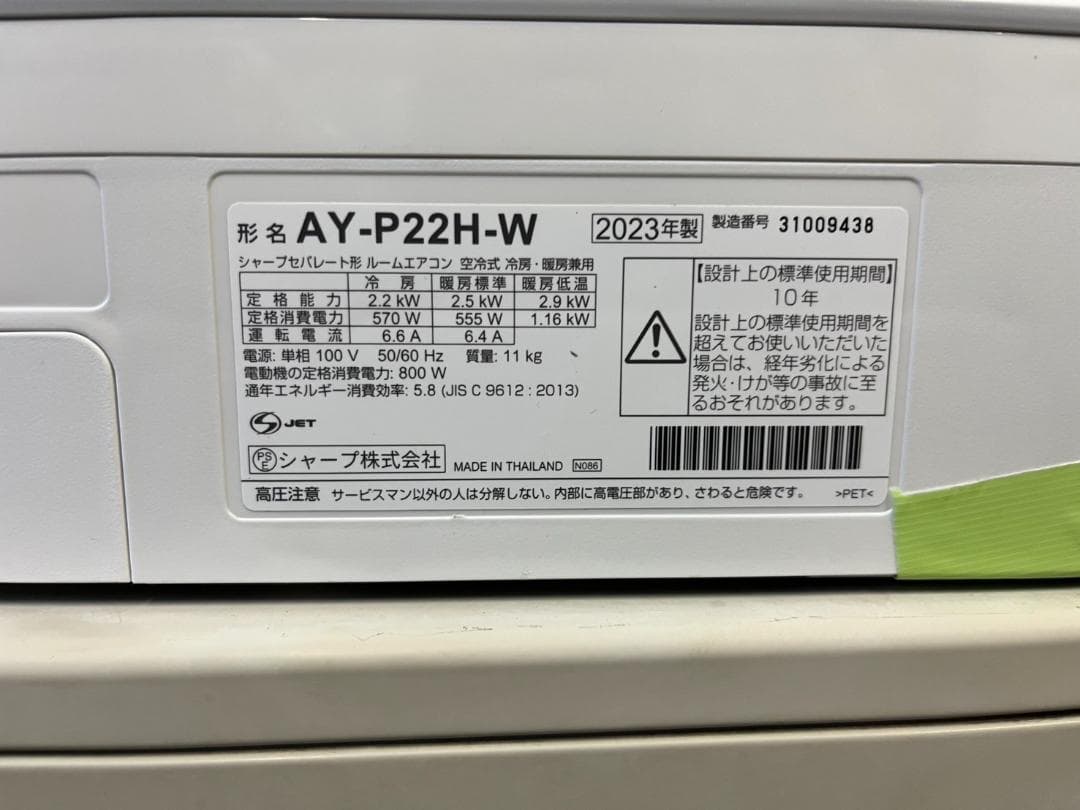 形名 AY-P22H-W 2023年製 製造番号 31009438
シャープセパレート形 ルームエアコン 空冷式 冷房・暖房兼用
冷房 暖房標準 暖房低温
定格能力 2.2 kW 2.5 kW 2.9 kW
定格消費電力 570 W 555 W 1.16 kW
運転電流 6.6 A 6.4 A
電源: 単相 100 V 50/60 Hz 質量: 11 kg
電動機の定格消費電力: 800 W
通年エネルギー消費効率: 5.8 (JIS C 9612 : 2013)
【設計上の標準使用期間】
10年
設計上の標準使用期間を
超えてお使いいただいた
場合は、経年劣化による
発火・けが等の事故に至
るおそれがあります。
S JET
PSE シャープ株式会社 MADE IN THAILAND N086
高圧注意 サービスマン以外の人は分解しない。内部に高電圧部があり、さわると危険です。 >PET<